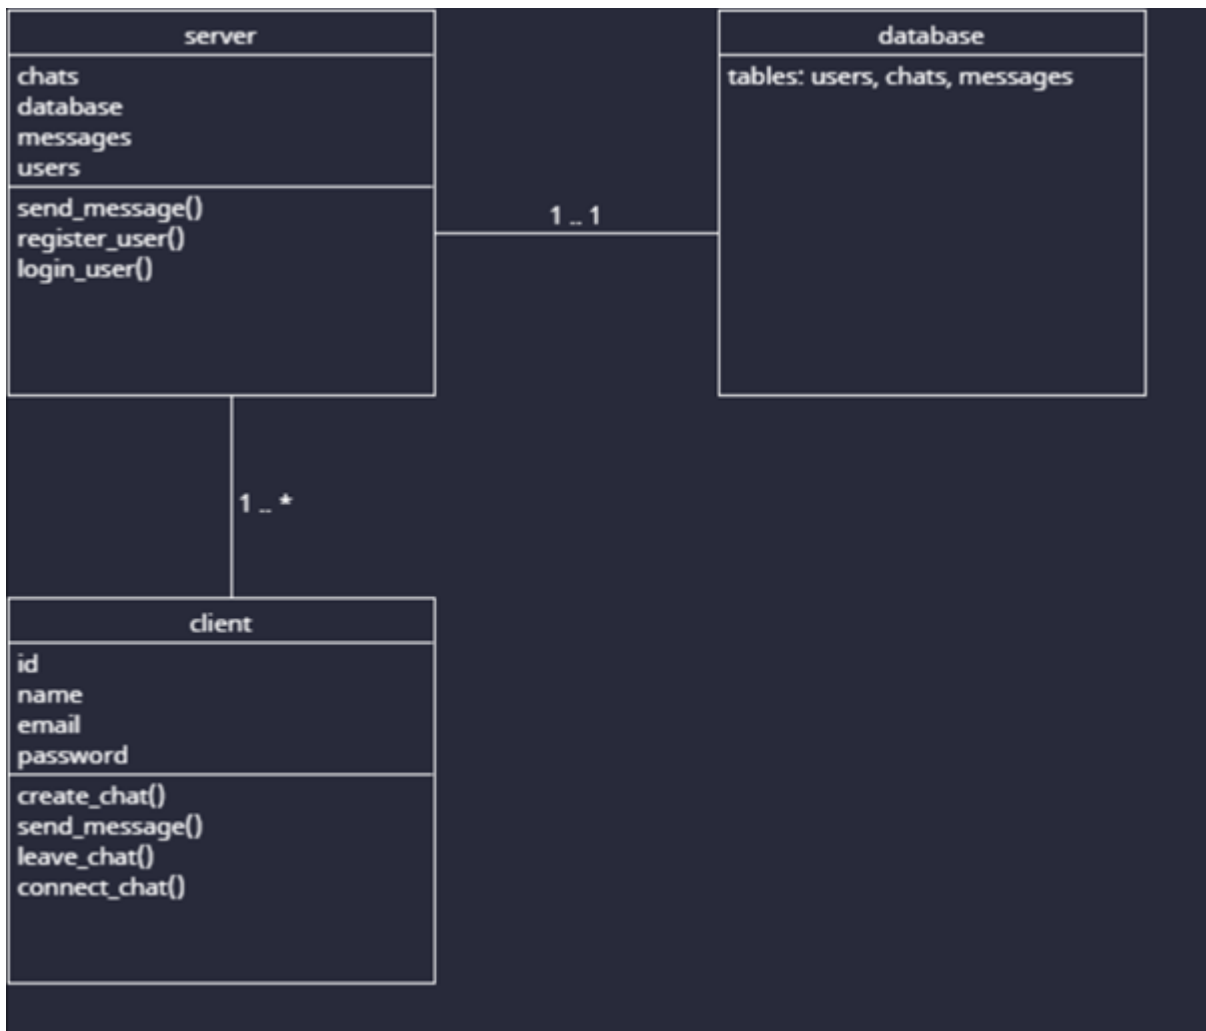 server
chats
database
messages
users
send_message()
register_user()
login_user()
database
tables: users, chats, messages
1 .. 1
1 .. *
client
id
name
email
password
create_chat()
send_message()
leave_chat()
connect_chat()